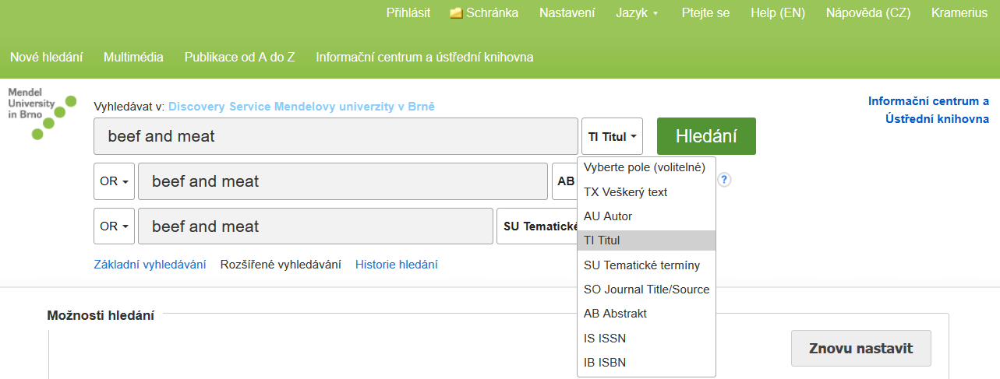 Přihlásit Schránka Nastavení Jazyk Ptejte se Help (EN) Nápověda (CZ) Kramerius
Nové hledání Multimédia Publikace od A do Z Informační centrum a ústřední knihovna
Mendel
University
in Brno
Vyhledávat v: Discovery Service Mendelovy univerzity v Brně
Informační centrum a
Ústřední knihovna
beef and meat TI Titul Hledání
OR beef and meat AB
?
OR beef and meat SU Tematické
Vyberte pole (volitelné)
TX Veškerý text
AU Autor
TI Titul
SU Tematické termíny
SO Journal Title/Source
AB Abstrakt
IS ISSN
IB ISBN
Základní vyhledávání Rozšířené vyhledávání Historie hledání
Možnosti hledání
Znovu nastavit